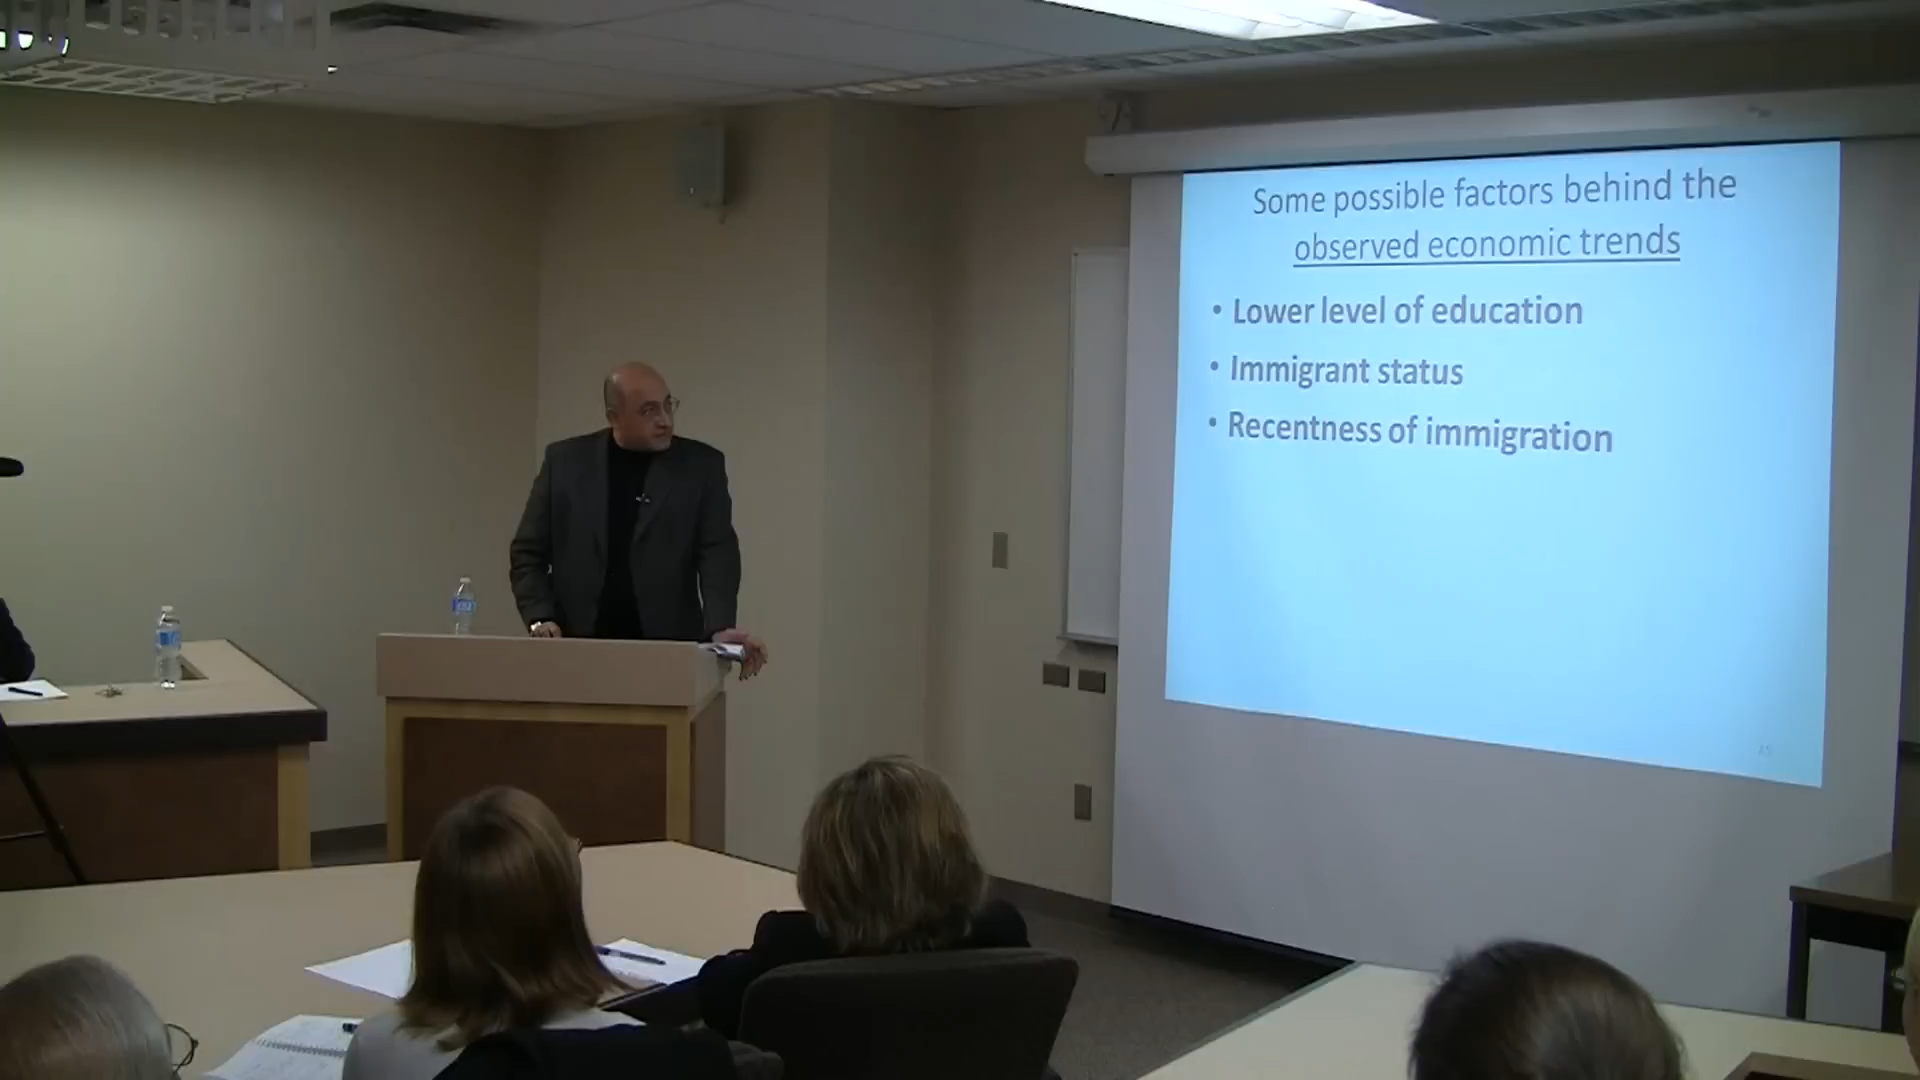 Some possible factors behind the
observed economic trends
• Lower level of education
• Immigrant status
• Recentness of immigration